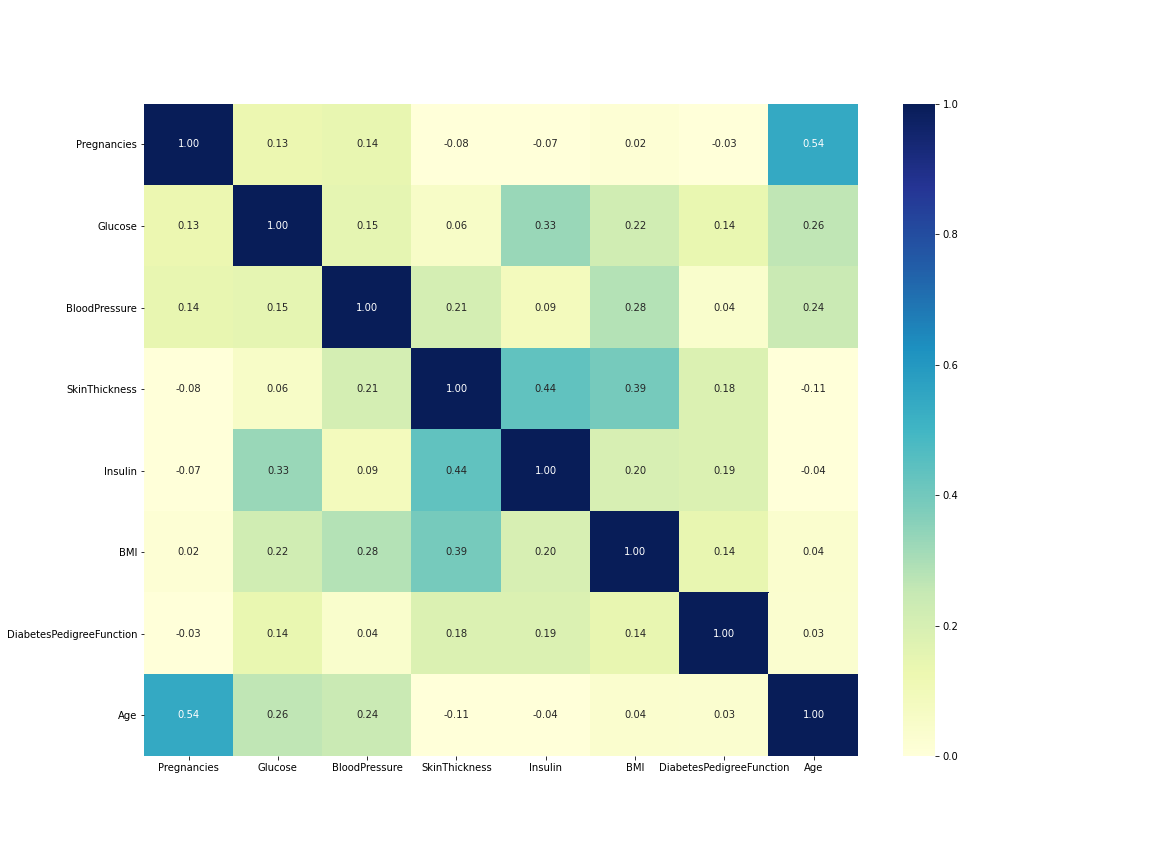 1.0
Pregnancies 1.00 0.13 0.14 -0.08 -0.07 0.02 -0.03 0.54
0.8
Glucose 0.13 1.00 0.15 0.06 0.33 0.22 0.14 0.26
BloodPressure 0.14 0.15 1.00 0.21 0.09 0.28 0.04 0.24
0.6
SkinThickness -0.08 0.06 0.21 1.00 0.44 0.39 0.18 -0.11
Insulin -0.07 0.33 0.09 0.44 1.00 0.20 0.19 -0.04
0.4
BMI 0.02 0.22 0.28 0.39 0.20 1.00 0.14 0.04
0.2
DiabetesPedigreeFunction -0.03 0.14 0.04 0.18 0.19 0.14 1.00 0.03
Age 0.54 0.26 0.24 -0.11 -0.04 0.04 0.03 1.00
0.0
Pregnancies Glucose BloodPressure SkinThickness Insulin BMI DiabetesPedigreeFunction Age